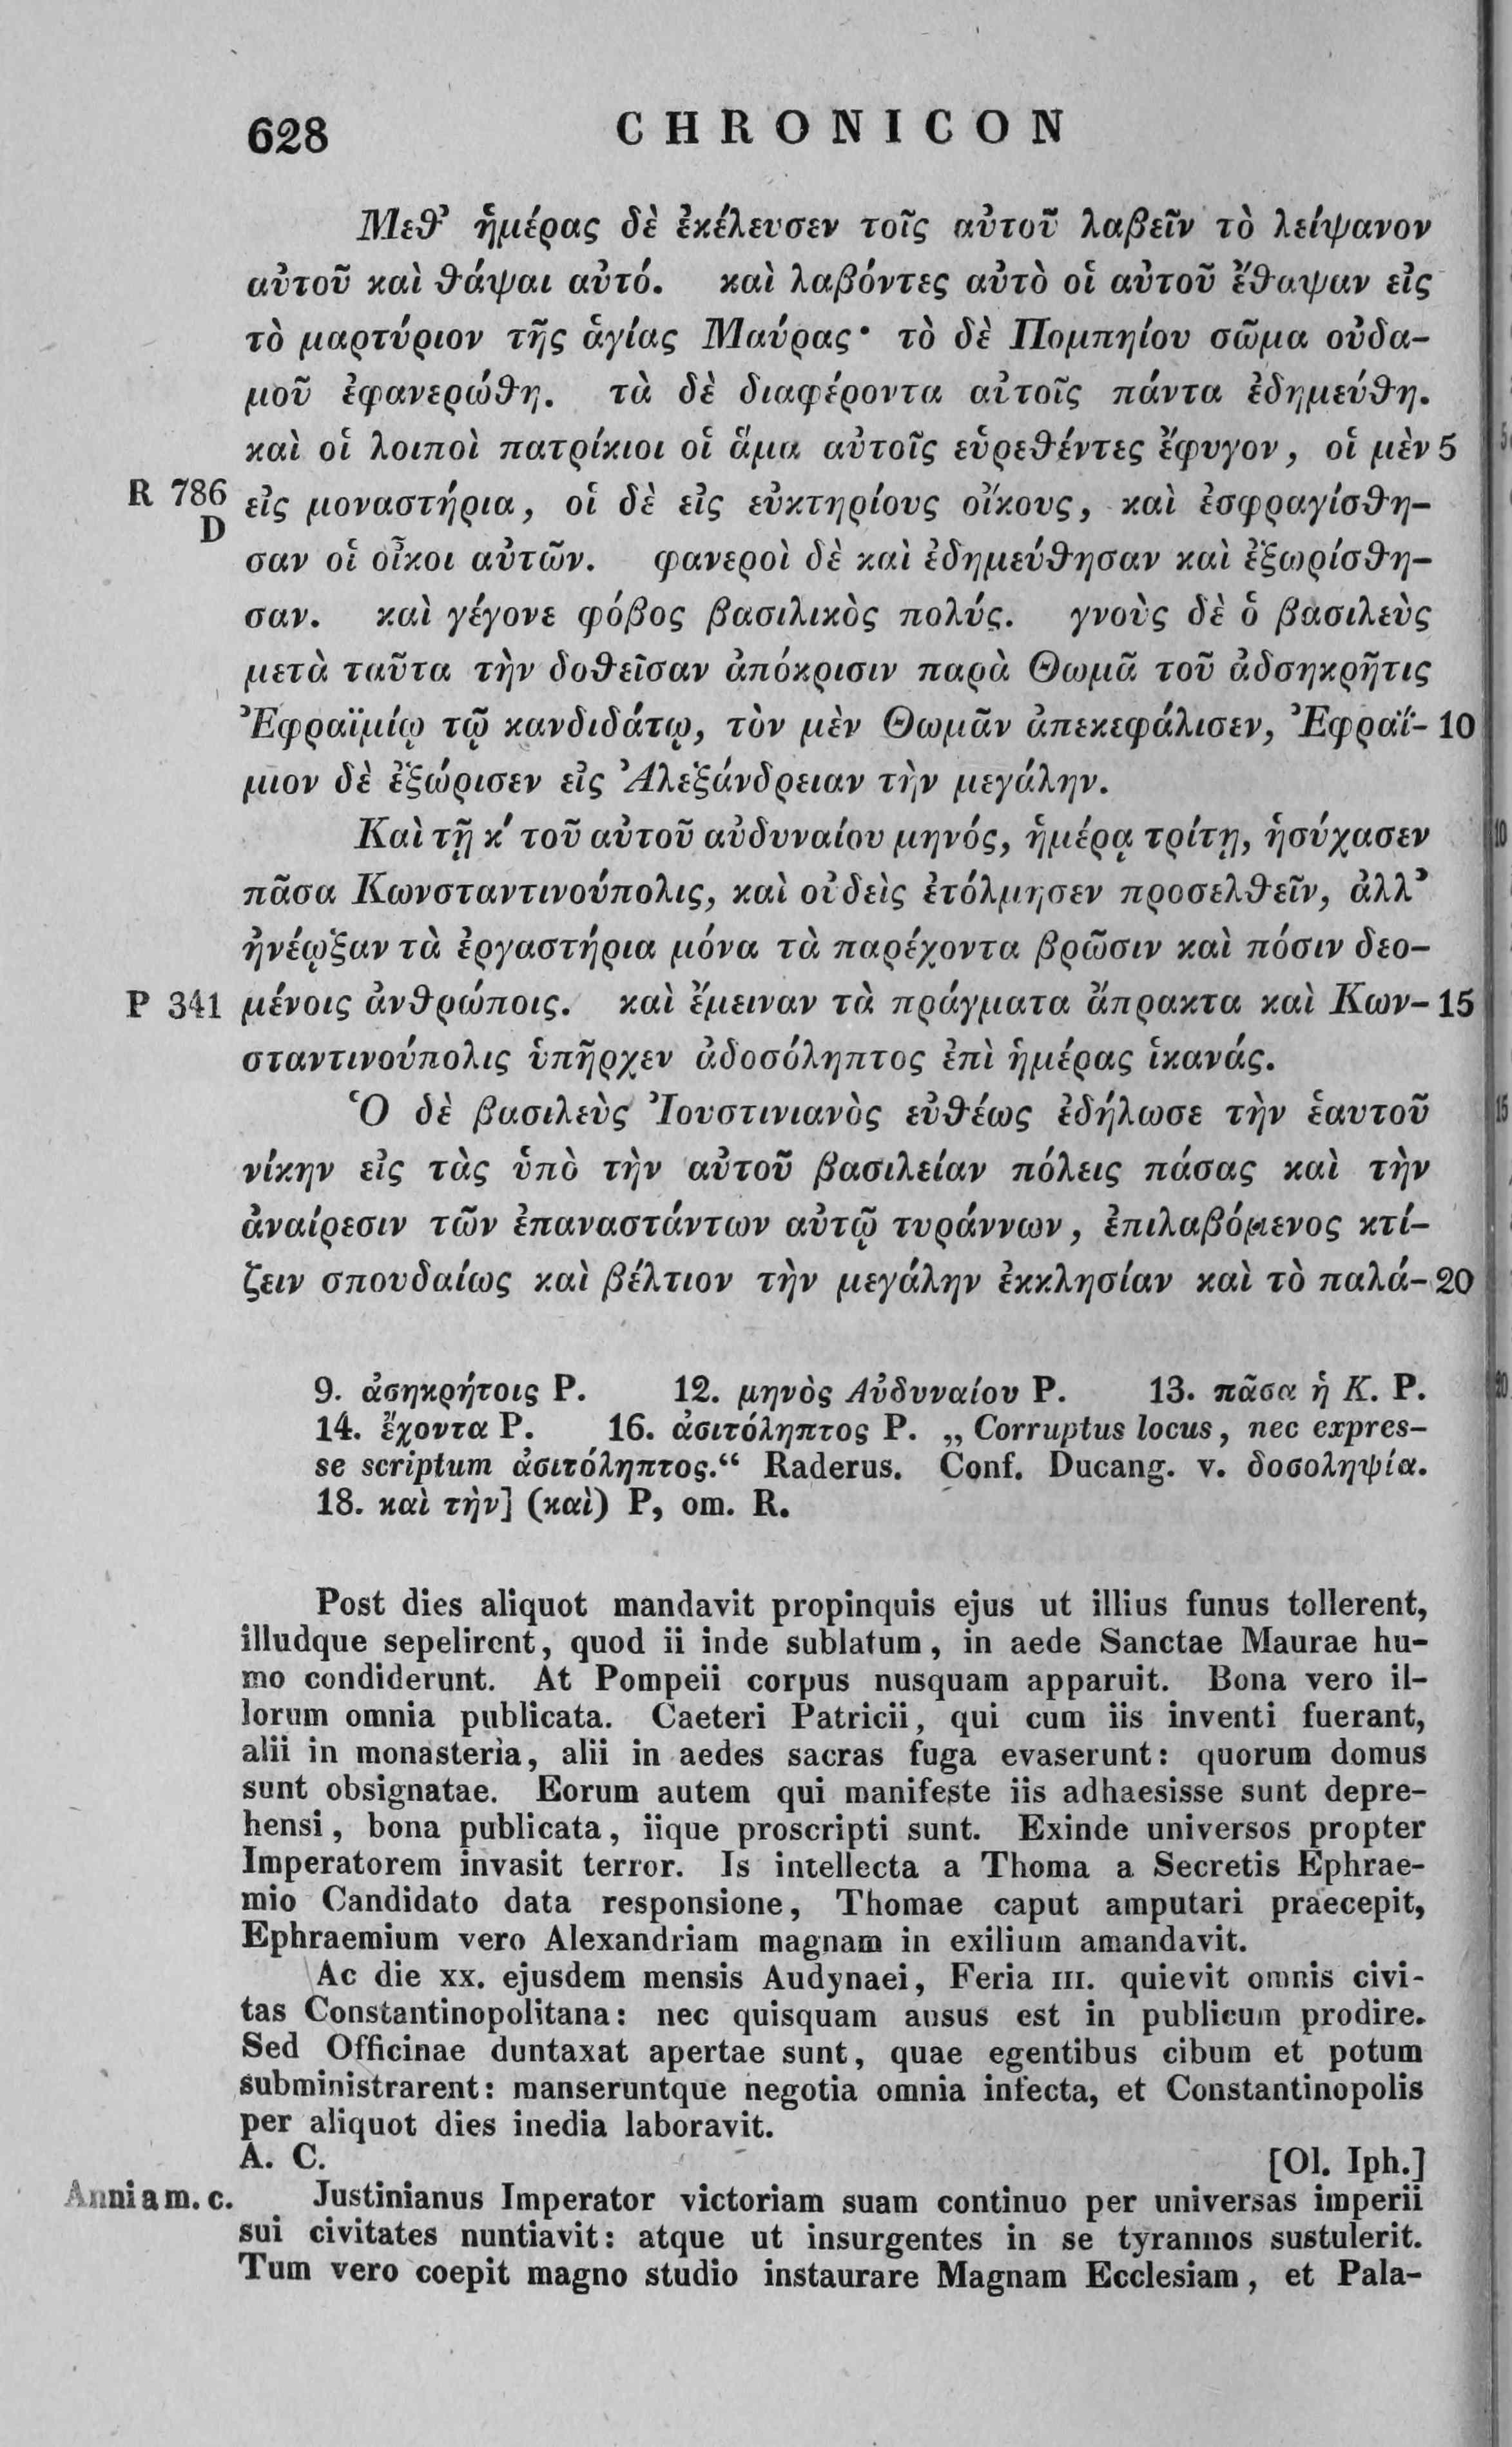 628 CHRONICON
Μεθ’ ἡμέρας δὲ ἐκέλευσεν τοῖς αὐτοῦ λαβεῖν τὸ λείψανον
αὐτοῦ καὶ θάψαι αὐτό. καὶ λαβόντες αὐτὸ οἱ αὐτοῦ ἔθαψαν εἰς
τὸ μαρτύριον τῆς ἁγίας Μαύρας· τὸ δὲ Πομπηίου σῶμα οὐδα-
μοῦ ἐφανερώθη. τὰ δὲ διαφέροντα αὐτοῖς πάντα ἐδημεύθη.
καὶ οἱ λοιποὶ πατρίκιοι οἱ ἅμα αὐτοῖς εὑρεθέντες ἔφυγον, οἱ μὲν 5
R 786 εἰς μοναστήρια, οἱ δὲ εἰς εὐκτηρίους οἴκους, καὶ ἐσφραγίσθη-
D
σαν οἱ οἶκοι αὐτῶν. φανεροὶ δὲ καὶ ἐδημεύθησαν καὶ ἐξωρίσθη-
σαν. καὶ γέγονε φόβος βασιλικὸς πολύς. γνοὺς δὲ ὁ βασιλεὺς
μετὰ ταῦτα τὴν δοθεῖσαν ἀπόκρισιν παρὰ Θωμᾶ τοῦ ἀδσηκρῆτις
Ἐφραϊμίῳ τῷ κανδιδάτῳ, τὸν μὲν Θωμᾶν ἀπεκεφάλισεν, Ἐφραΐ- 10
μιον δὲ ἐξώρισεν εἰς Ἀλεξάνδρειαν τὴν μεγάλην.
Καὶ τῇ κ′ τοῦ αὐτοῦ αὐδυναίου μηνός, ἡμέρᾳ τρίτῃ, ἡσύχασεν
πᾶσα Κωνσταντινούπολις, καὶ οὐδεὶς ἐτόλμησεν προσελθεῖν, ἀλλ’
ἠνέῳξαν τὰ ἐργαστήρια μόνα τὰ παρέχοντα βρῶσιν καὶ πόσιν δεο-
P 341 μένοις ἀνθρώποις. καὶ ἔμειναν τὰ πράγματα ἄπρακτα καὶ Κων- 15
σταντινούπολις ὑπῆρχεν ἀδοσόληπτος ἐπὶ ἡμέρας ἱκανάς.
Ὁ δὲ βασιλεὺς Ἰουστινιανὸς εὐθέως ἐδήλωσε τὴν ἑαυτοῦ
νίκην εἰς τὰς ὑπὸ τὴν αὐτοῦ βασιλείαν πόλεις πάσας καὶ τὴν
ἀναίρεσιν τῶν ἐπαναστάντων αὐτῷ τυράννων, ἐπιλαβόμενος κτί-
ζειν σπουδαίως καὶ βέλτιον τὴν μεγάλην ἐκκλησίαν καὶ τὸ παλά- 20
9. ἀσηκρήτοις P. 12. μηνὸς Αὐδυναίου P. 13. πᾶσα ἡ Κ. P.
14. ἔχοντα P. 16. ἀσιτόληπτος P. „Corruptus locus, nec expres-
se scriptum ἀσιτόληπτος.“ Raderus. Conf. Ducang. v. δοσοληψία.
18. καὶ τὴν] (καὶ) P, om. R.
Post dies aliquot mandavit propinquis ejus ut illius funus tollerent,
illudque sepelirent, quod ii inde sublatum, in aede Sanctae Maurae hu-
mo condiderunt. At Pompeii corpus nusquam apparuit. Bona vero il-
lorum omnia publicata. Caeteri Patricii, qui cum iis inventi fuerant,
alii in monasteria, alii in aedes sacras fuga evaserunt: quorum domus
sunt obsignatae. Eorum autem qui manifeste iis adhaesisse sunt depre-
hensi, bona publicata, iique proscripti sunt. Exinde universos propter
Imperatorem invasit terror. Is intellecta a Thoma a Secretis Ephrae-
mio Candidato data responsione, Thomae caput amputari praecepit,
Ephraemium vero Alexandriam magnam in exilium amandavit.
Ac die xx. ejusdem mensis Audynaei, Feria III. quievit omnis civi-
tas Constantinopolitana: nec quisquam ausus est in publicum prodire.
Sed Officinae duntaxat apertae sunt, quae egentibus cibum et potum
subministrarent: manseruntque negotia omnia infecta, et Constantinopolis
per aliquot dies inedia laboravit.
A. C. [Ol. Iph.]
Anni a m. c. Justinianus Imperator victoriam suam continuo per universas imperii
sui civitates nuntiavit: atque ut insurgentes in se tyrannos sustulerit.
Tum vero coepit magno studio instaurare Magnam Ecclesiam, et Pala-